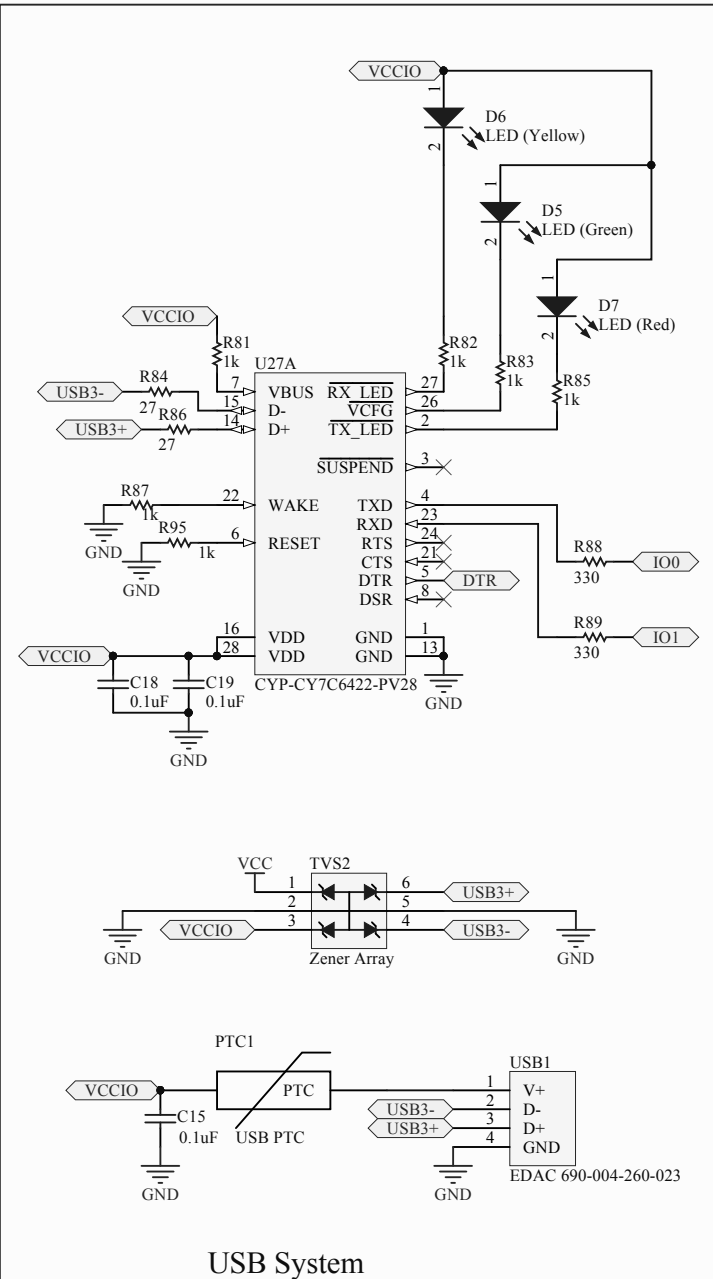 VCCIO
1
D6
LED (Yellow)
2
1
D5
LED (Green)
2
1
D7
LED (Red)
2
VCCIO
R81
1k
R82
1k
R83
1k
R85
1k
U27A
R84
27
USB3-
R86
27
USB3+
7
VBUS
15
D-
14
D+
RX_LED
27
VCFG
26
TX_LED
2
SUSPEND
3
R87
1k
GND
22
WAKE
R95
1k
GND
6
RESET
TXD
4
RXD
23
RTS
24
CTS
21
DTR
5
DTR
DSR
8
R88
330
IO0
R89
330
IO1
VCCIO
16
VDD
28
VDD
GND
1
GND
13
GND
C18
0.1uF
C19
0.1uF
GND
CYP-CY7C6422-PV28
VCC
TVS2
1
2
3
6
5
4
USB3+
USB3-
VCCIO
GND
GND
Zener Array
PTC1
VCCIO
PTC
USB PTC
C15
0.1uF
GND
USB1
1
V+
USB3-
2
D-
USB3+
3
D+
4
GND
GND
EDAC 690-004-260-023
USB System